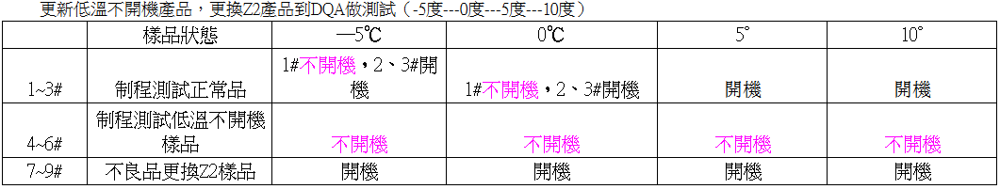 更新低溫不開機產品，更換Z2產品到DQA做測試（-5度---0度---5度---10度）
樣品狀態 —5℃ 0℃ 5° 10°
1~3# 制程測試正常品 1#不開機，2、3#開機 1#不開機，2、3#開機 開機 開機
4~6# 制程測試低溫不開機樣品 不開機 不開機 不開機 不開機
7~9# 不良品更換Z2樣品 開機 開機 開機 開機